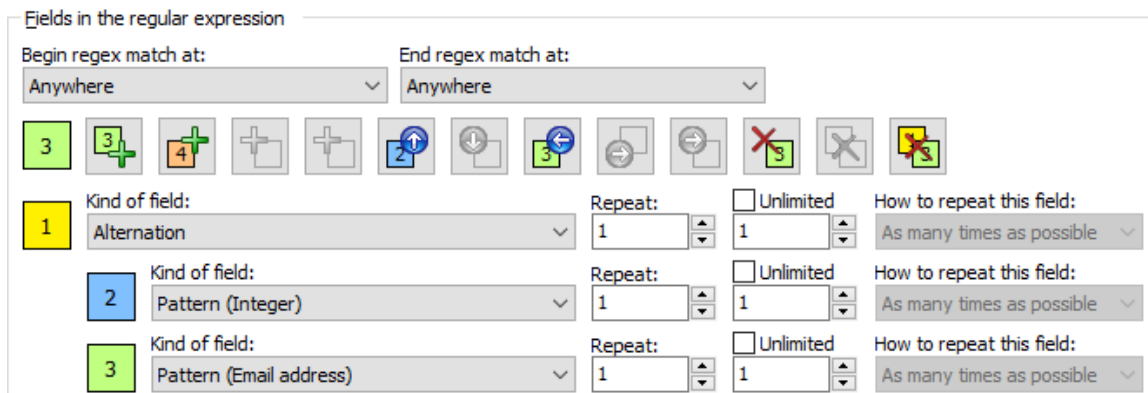 Fields in the regular expression
Begin regex match at: End regex match at:
Anywhere Anywhere
3 3 4 2 3 3 3
Kind of field: Repeat: Unlimited How to repeat this field:
1 Alternation 1 1 As many times as possible
Kind of field: Repeat: Unlimited How to repeat this field:
2 Pattern (Integer) 1 1 As many times as possible
Kind of field: Repeat: Unlimited How to repeat this field:
3 Pattern (Email address) 1 1 As many times as possible